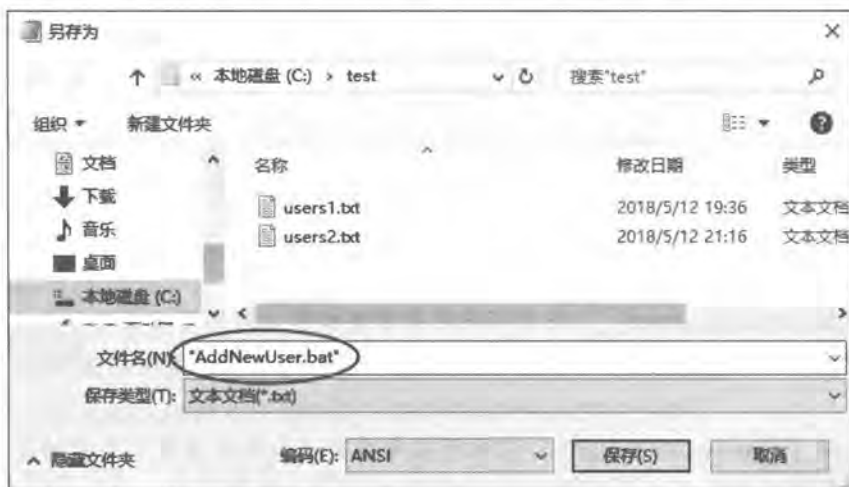 另存为
« 本地磁盘 (C:) › test
搜索"test"
组织
新建文件夹
文档
下载
音乐
桌面
本地磁盘 (C:)
名称
修改日期
类型
users1.txt
2018/5/12 19:36
文本文档
users2.txt
2018/5/12 21:16
文本文档
文件名(N): "AddNewUser.bat"
保存类型(T): 文本文档(*.txt)
隐藏文件夹
编码(E): ANSI
保存(S)
取消